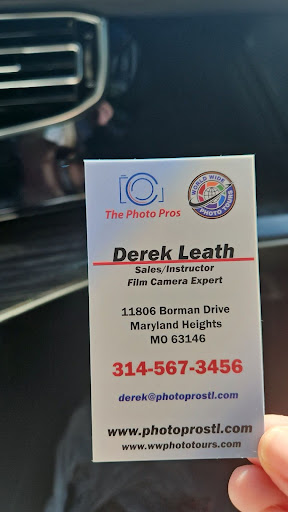 The Photo Pros
WORLD WIDE
PHOTO TOURS
Derek Leath
Sales/Instructor
Film Camera Expert
11806 Borman Drive
Maryland Heights
MO 63146
314-567-3456
derek@photoprostl.com
www.photoprostl.com
www.wwphototours.com